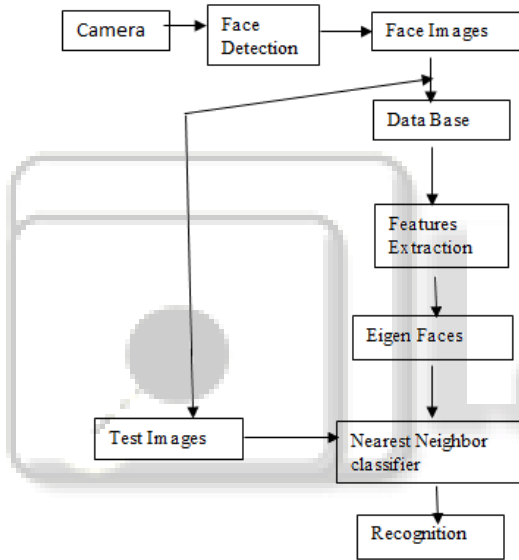 Camera
Face
Detection
Face Images
Data Base
Features
Extraction
Eigen Faces
Test Images
Nearest Neighbor
classifier
Recognition